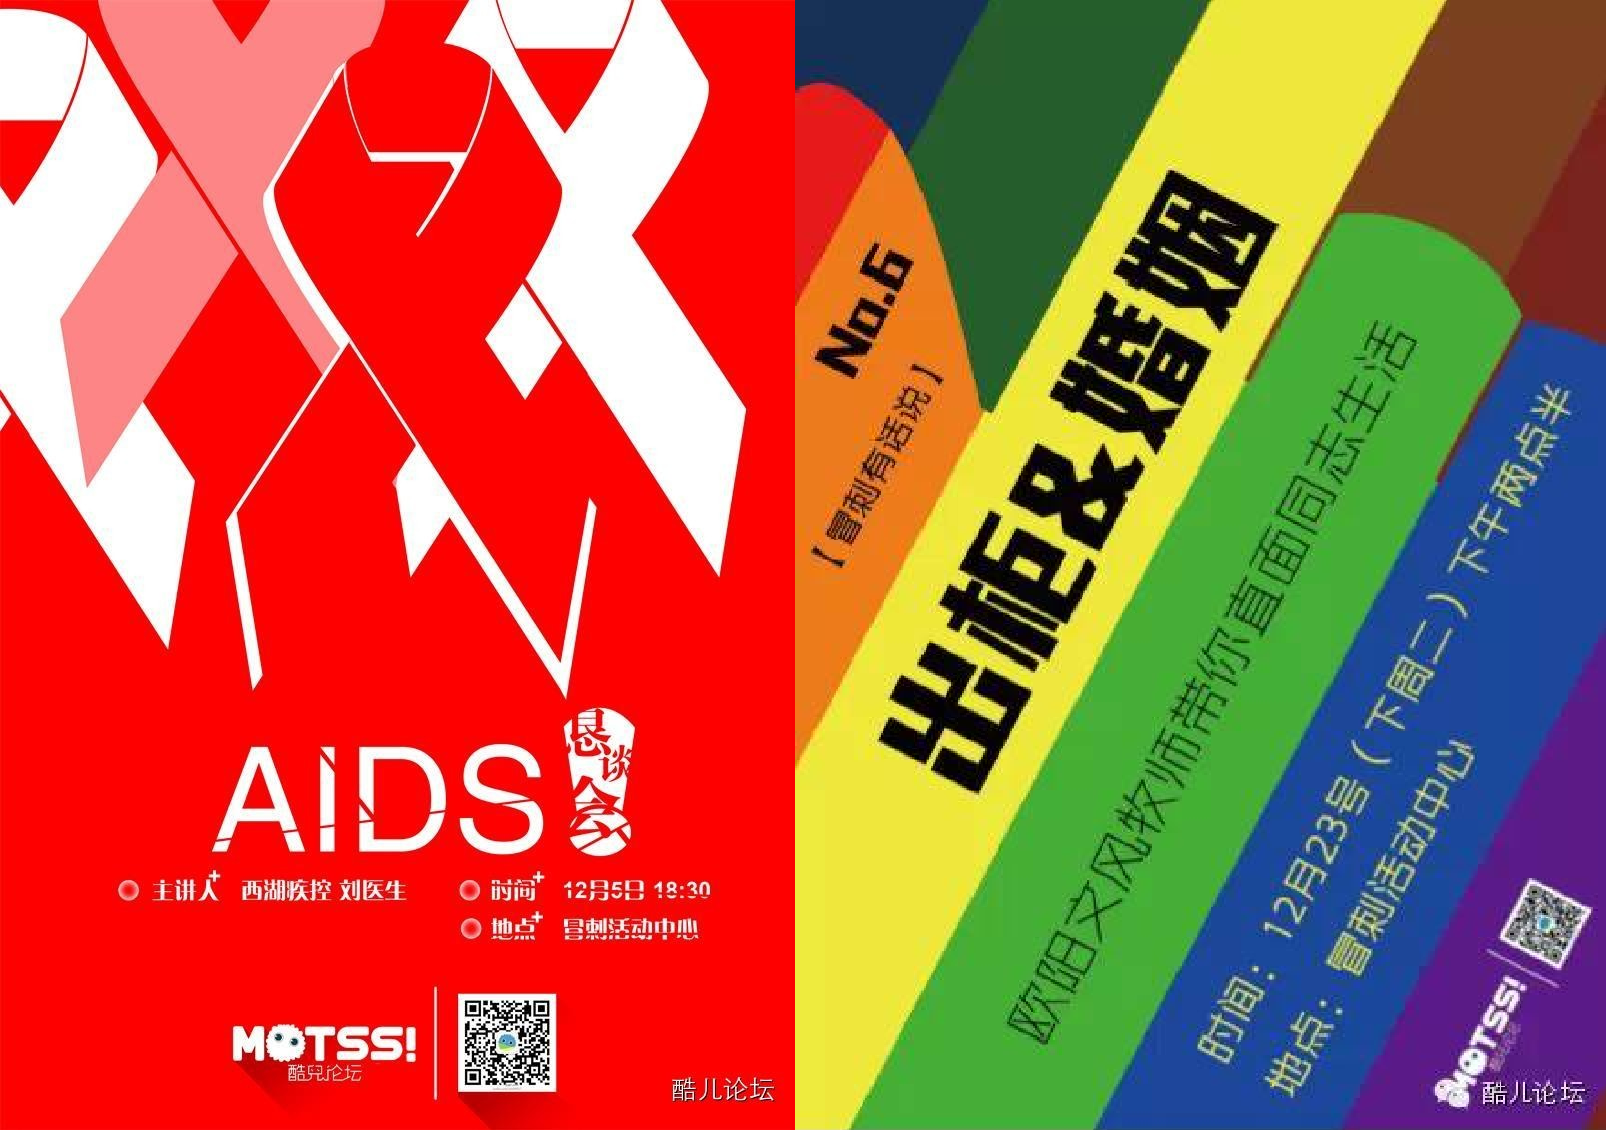 AIDS
恳谈会
主讲人 西湖疾控 刘医生
时间 12月5日 18:30
地点 冒刺活动中心
MOTSS!
酷兒论坛
酷儿论坛
No.6
【冒刺有话说】
出柜&婚姻
欧阳文风牧师带你直面同志生活
时间：12月23号（下周二）下午两点半
地点：冒刺活动中心
MOTSS!
酷儿论坛